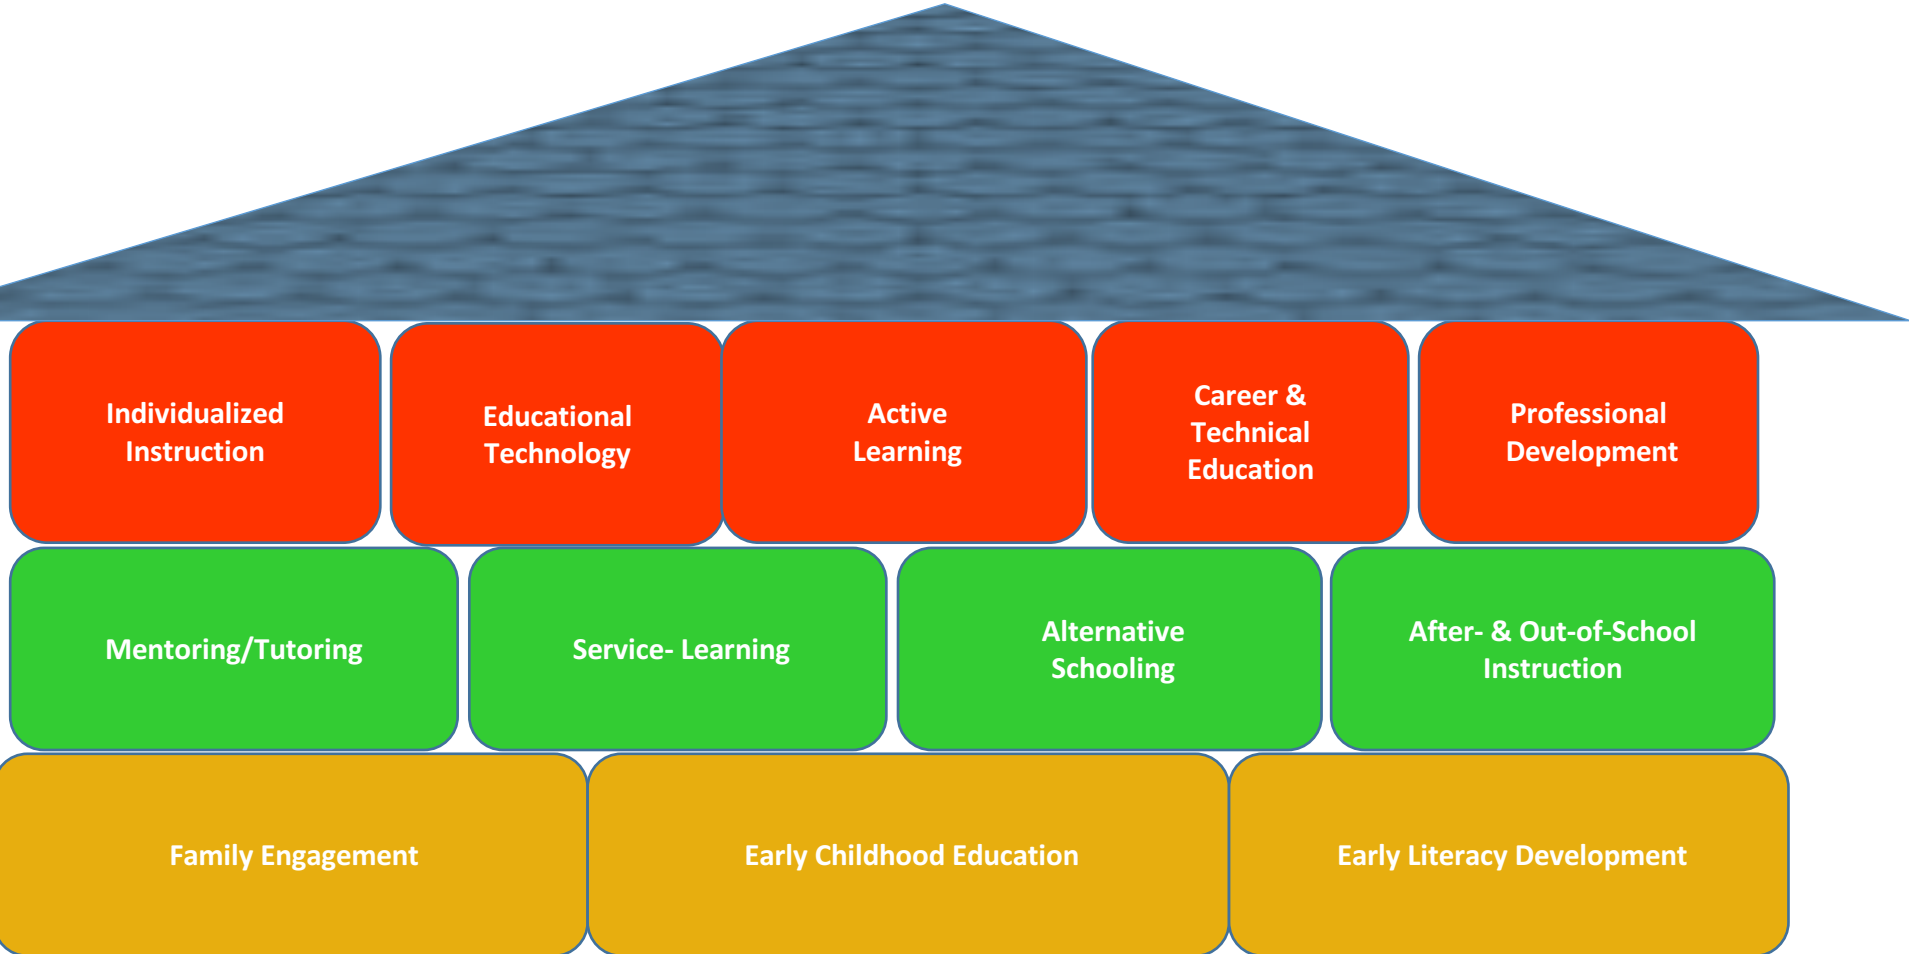 Individualized
Instruction
Educational
Technology
Active
Learning
Career &
Technical
Education
Professional
Development
Mentoring/Tutoring
Service- Learning
Alternative
Schooling
After- & Out-of-School
Instruction
Family Engagement
Early Childhood Education
Early Literacy Development